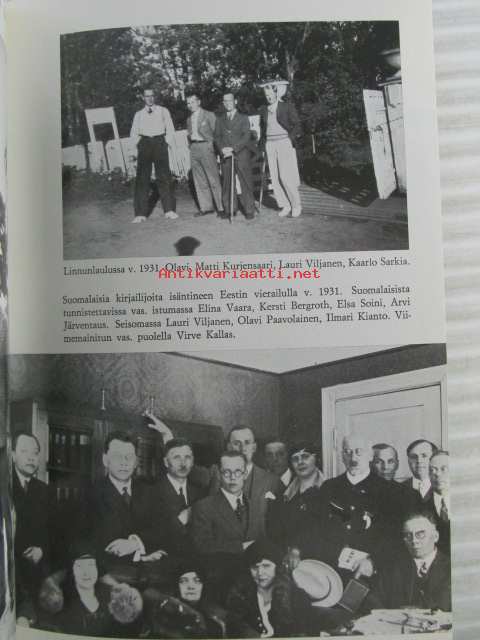 Linnunlaulussa v. 1931. Olavi, Matti Kurjensaari, Lauri Viljanen, Kaarlo Sarkia.
Antikvariaatti.net
Suomalaisia kirjailijoita isäntineen Eestin vierailulla v. 1931. Suomalaisista
tunnistettavissa vas. istumassa Elina Vaara, Kersti Bergroth, Elsa Soini, Arvi
Järventaus. Seisomassa Lauri Viljanen, Olavi Paavolainen, Ilmari Kianto. Vii-
memainitun vas. puolella Virve Kallas.